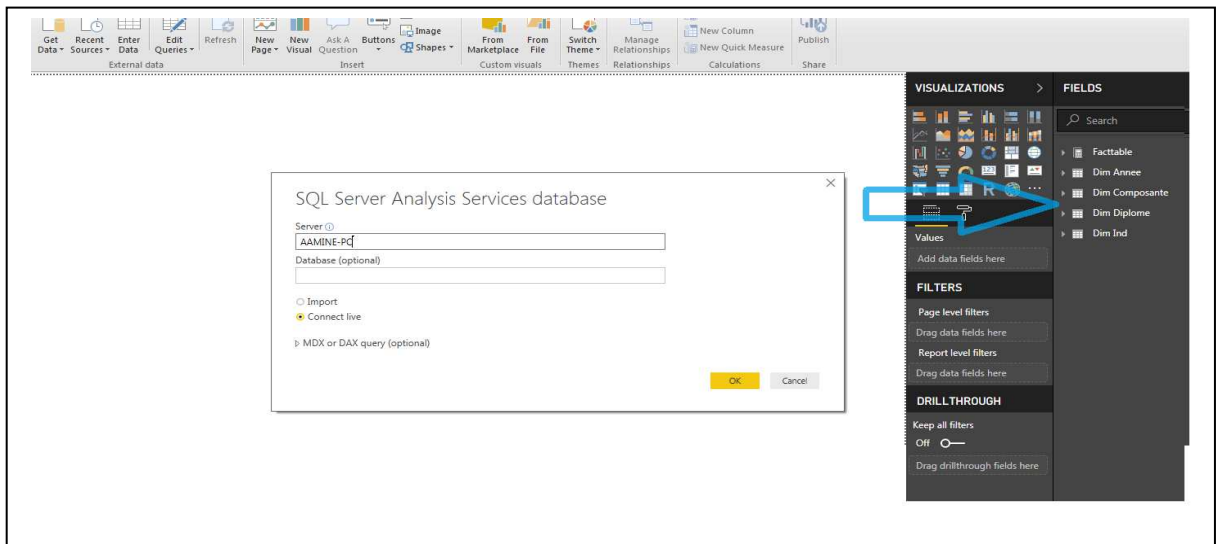 Get Data
Recent Sources
Enter Data
Edit Queries
Refresh
New Page
New Visual
Ask A Question
Buttons
Image
Shapes
From Marketplace
From File
Switch Theme
Manage Relationships
New Column
New Quick Measure
Publish
External data
Insert
Custom visuals
Themes
Relationships
Calculations
Share
SQL Server Analysis Services database
Server
AAMINE-PC
Database (optional)
Import
Connect live
MDX or DAX query (optional)
OK
Cancel
VISUALIZATIONS
R
123
Values
Add data fields here
FILTERS
Page level filters
Drag data fields here
Report level filters
Drag data fields here
DRILLTHROUGH
Keep all filters
Off
Drag drillthrough fields here
FIELDS
Search
Facttable
Dim Annee
Dim Composante
Dim Diplome
Dim Ind